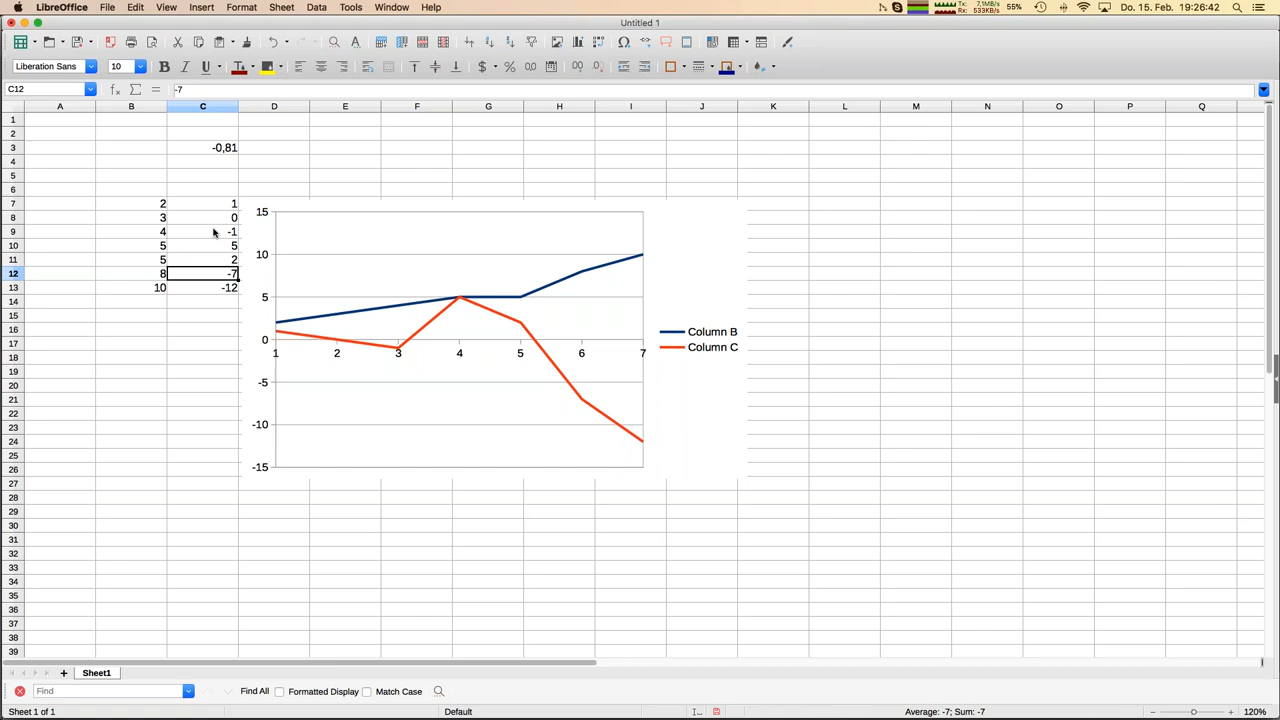 LibreOffice File Edit View Insert Format Sheet Data Tools Window Help 7,1MB/s Tx: Rx: 533KB/s 55% Do. 15. Feb. 19:26:42
Untitled 1
Liberation Sans 10
C12 -7
A B C D E F G H I J K L M N O P Q
1
2
3 -0,81
4
5
6
7 2 1
8 3 0
9 4 -1
10 5 5
11 5 2
12 8 -7
13 10 -12
14
15
16
17
18
19
20
21
22
23
24
25
26
27
28
29
30
31
32
33
34
35
36
37
38
39
15
10
5
0
1 2 3 4 5 6 7
-5
-10
-15
Column B
Column C
Sheet1
Find Find All Formatted Display Match Case
Sheet 1 of 1 Default Average: -7; Sum: -7 120%